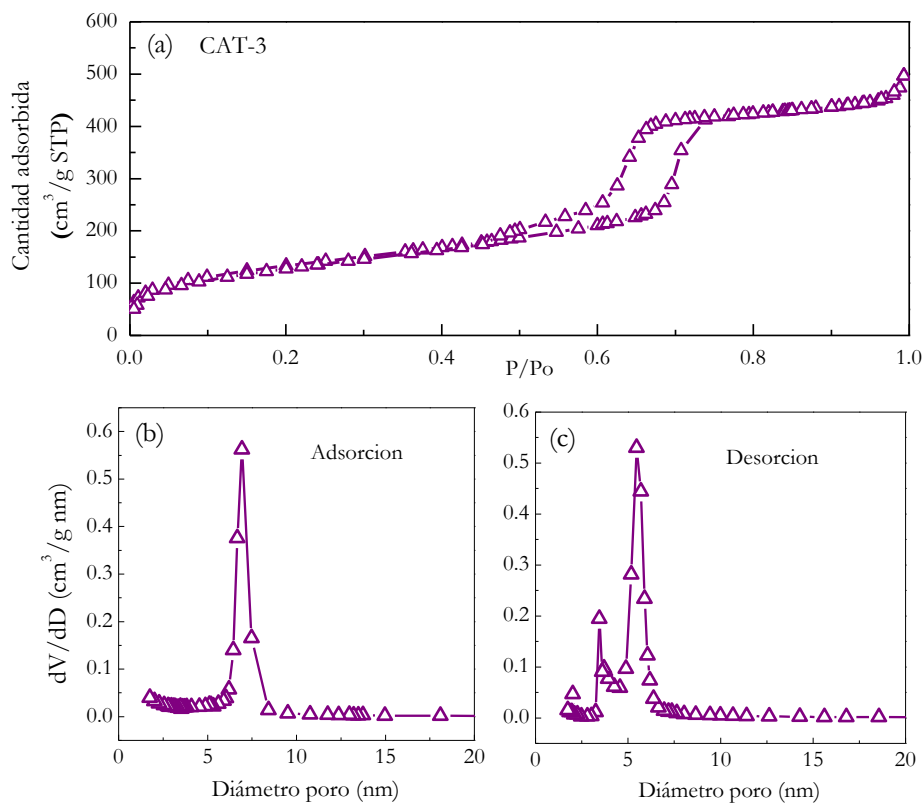 (a) CAT-3
Cantidad adsorbida
(cm³/g STP)
600
500
400
300
200
100
0
0.0 0.2 0.4 0.6 0.8 1.0
P/Po
(b)
Adsorcion
dV/dD (cm³/g nm)
0.6
0.5
0.4
0.3
0.2
0.1
0.0
0 5 10 15 20
Diámetro poro (nm)
(c)
Desorcion
0.6
0.5
0.4
0.3
0.2
0.1
0.0
0 5 10 15 20
Diámetro poro (nm)